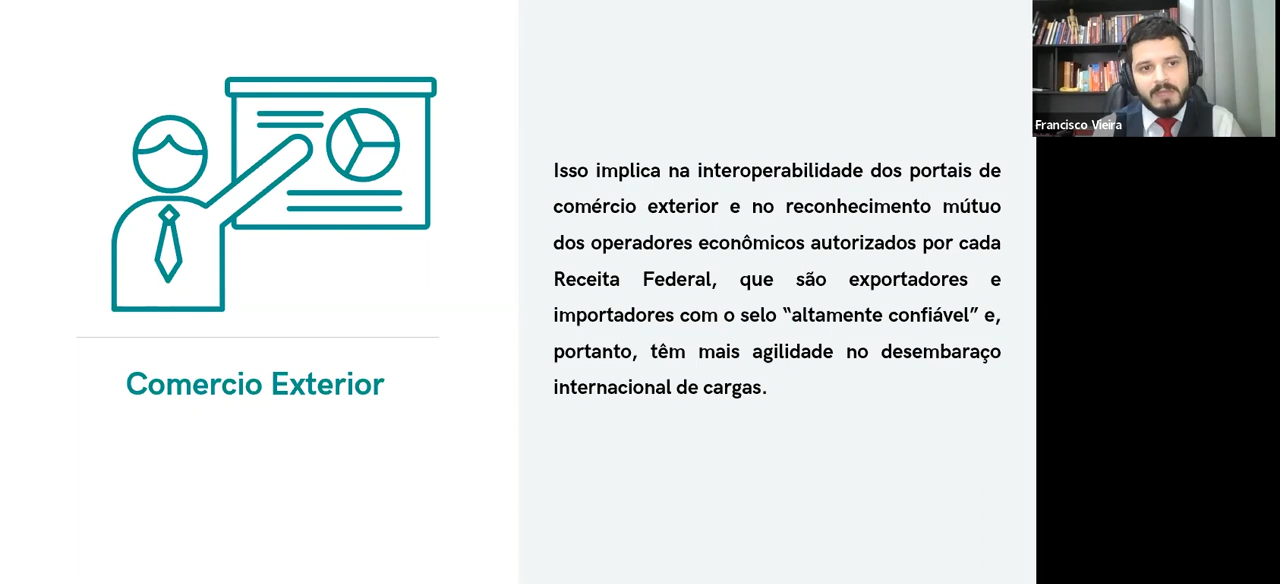 Comercio Exterior
Isso implica na interoperabilidade dos portais de
comércio exterior e no reconhecimento mútuo
dos operadores econômicos autorizados por cada
Receita Federal, que são exportadores e
importadores com o selo “altamente confiável” e,
portanto, têm mais agilidade no desembaraço
internacional de cargas.
Francisco Vieira